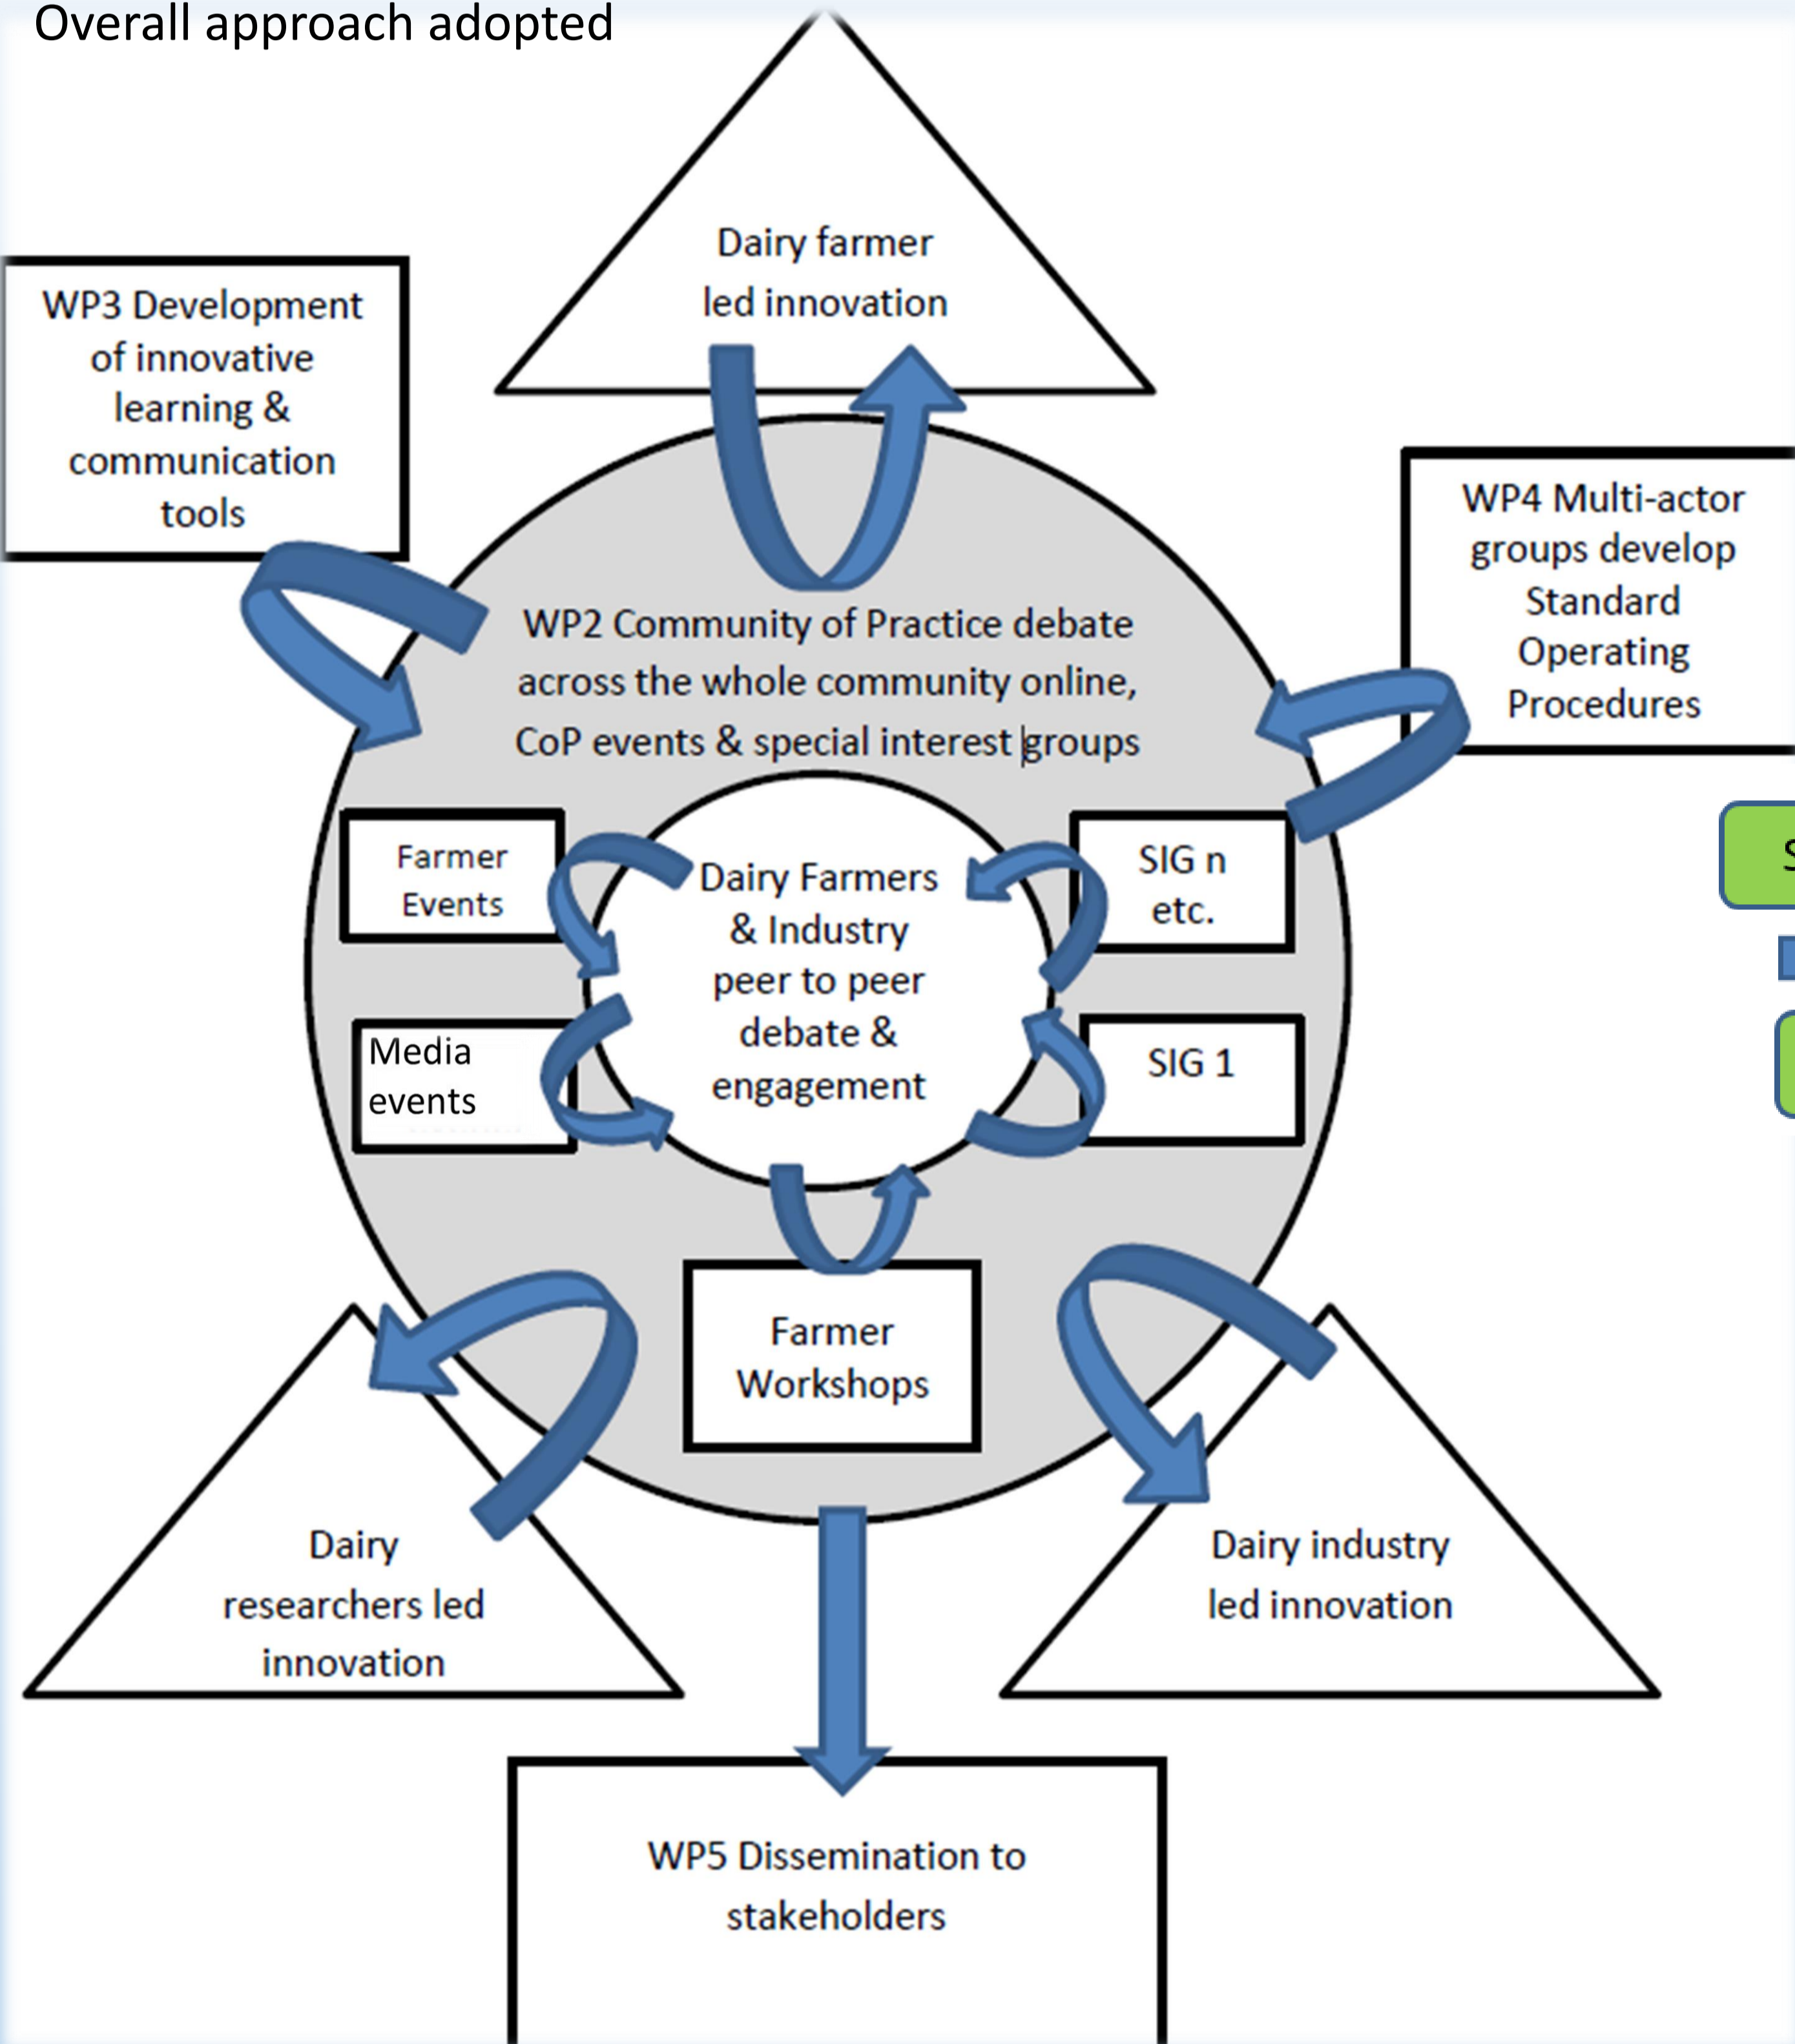 Overall approach adopted
Dairy farmer
led innovation
WP3 Development
of innovative
learning &
communication
tools
WP4 Multi-actor
groups develop
Standard
Operating
Procedures
WP2 Community of Practice debate
across the whole community online,
CoP events & special interest groups
Farmer
Events
Dairy Farmers
& Industry
peer to peer
debate &
engagement
SIG n
etc.
S
Media
events
SIG 1
Farmer
Workshops
Dairy
researchers led
innovation
Dairy industry
led innovation
WP5 Dissemination to
stakeholders